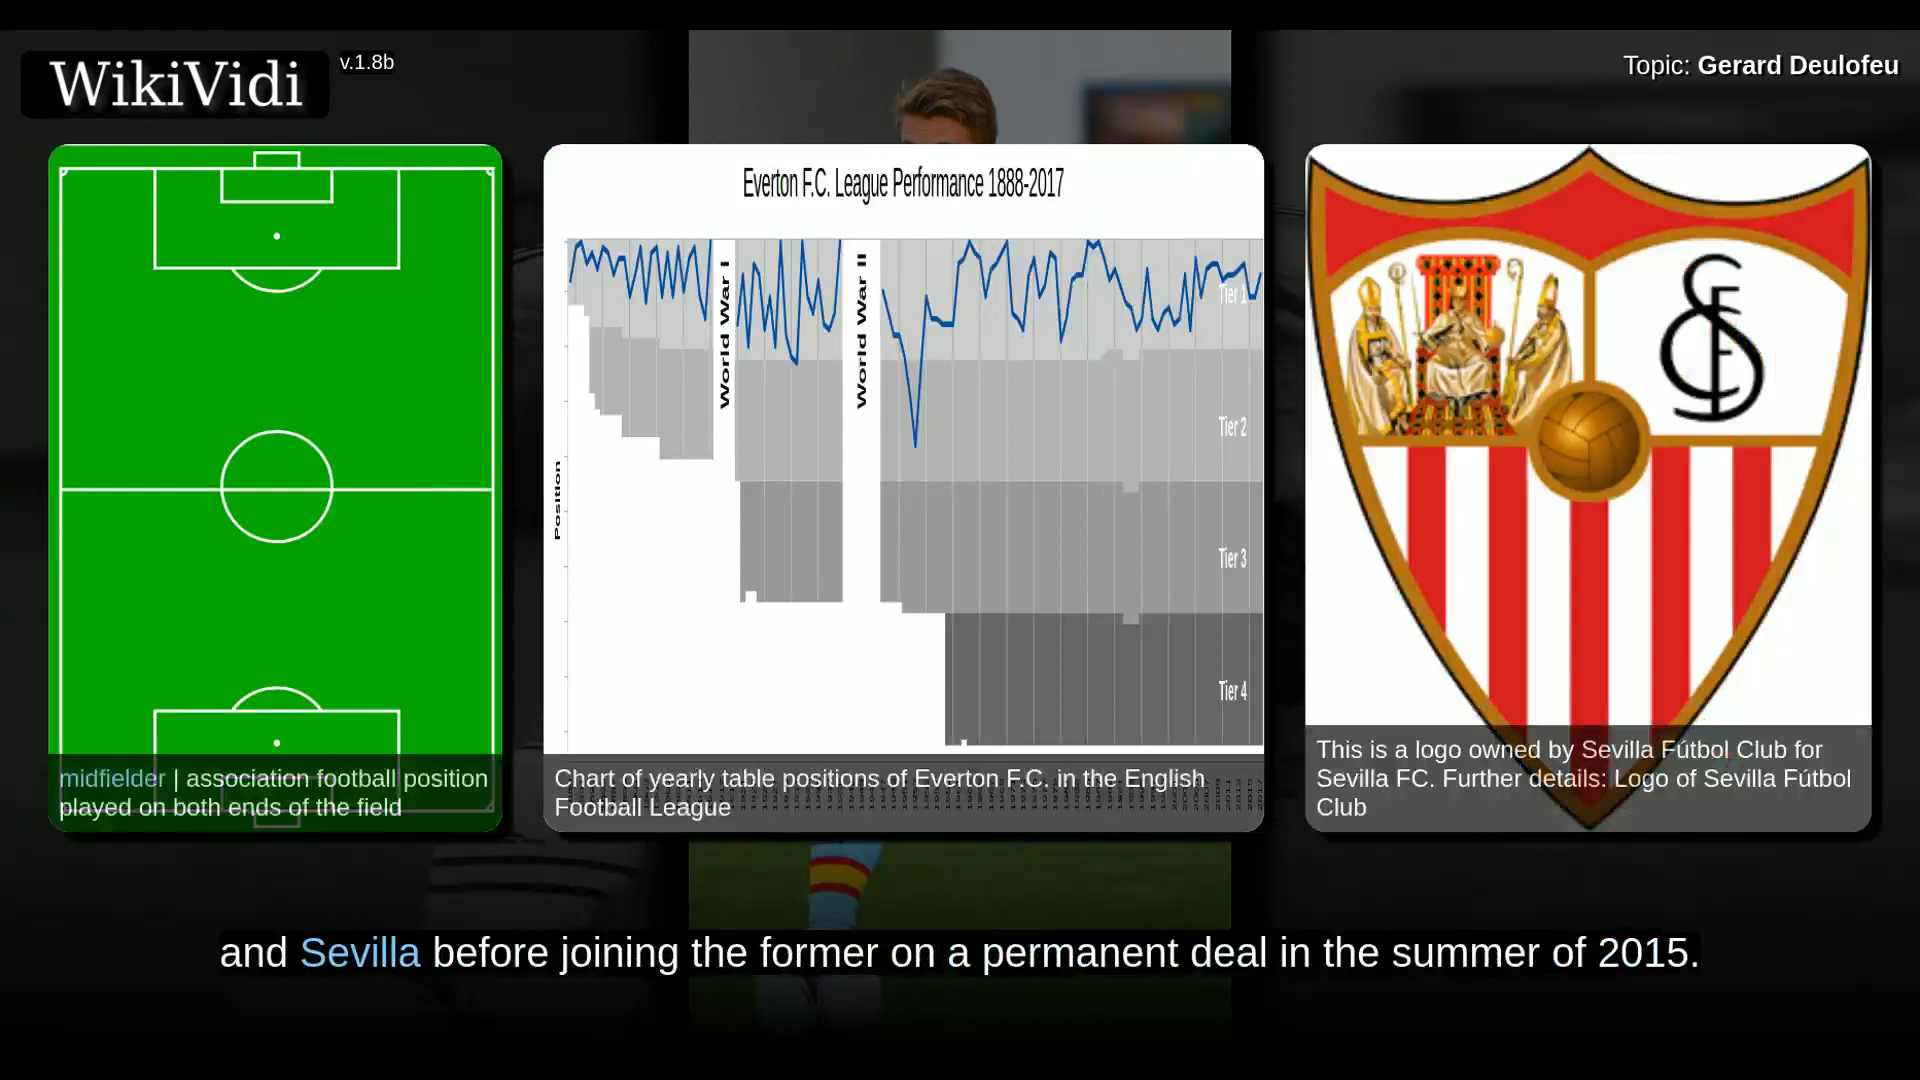 WikiVidi
v.1.8b
Topic: Gerard Deulofeu
Everton F.C. League Performance 1888-2017
World War I
World War II
Position
Tier 1
Tier 2
Tier 3
Tier 4
midfielder | association football position
played on both ends of the field
Chart of yearly table positions of Everton F.C. in the English
Football League
This is a logo owned by Sevilla Fútbol Club for
Sevilla FC. Further details: Logo of Sevilla Fútbol
Club
and Sevilla before joining the former on a permanent deal in the summer of 2015.